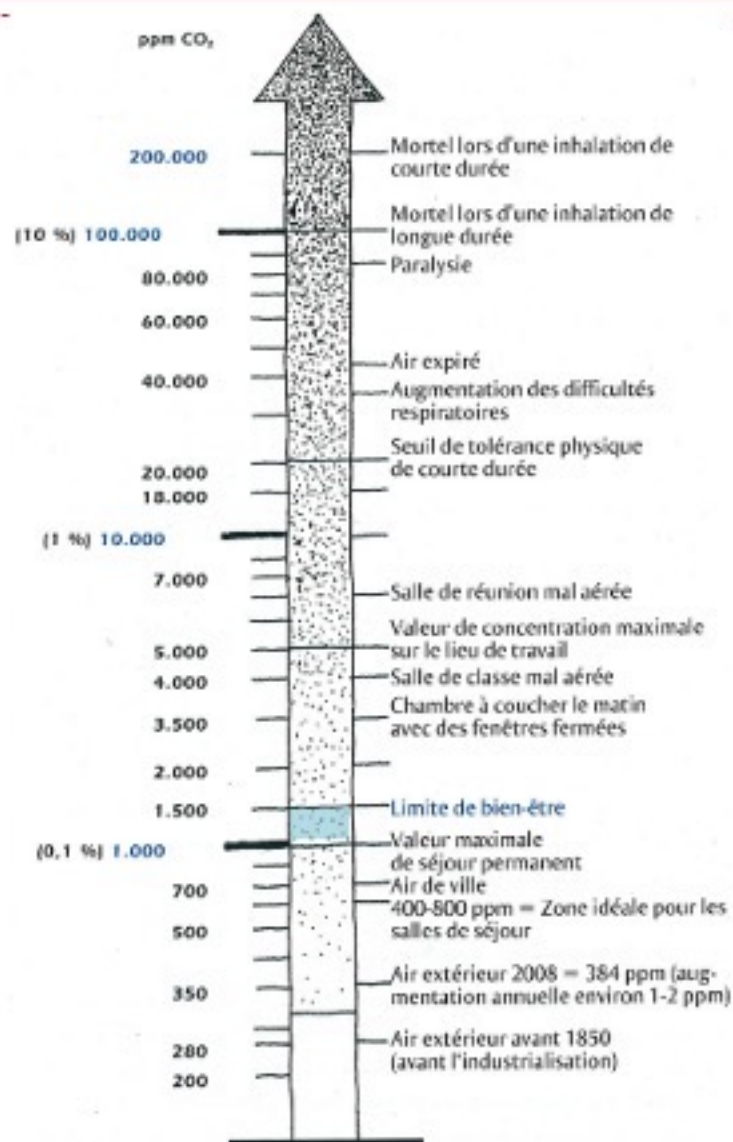 ppm CO₂
200.000
Mortel lors d'une inhalation de
courte durée
(10 %) 100.000
Mortel lors d'une inhalation de
longue durée
Paralysie
80.000
60.000
Air expiré
40.000
Augmentation des difficultés
respiratoires
Seuil de tolérance physique
de courte durée
20.000
18.000
(1 %) 10.000
7.000
Salle de réunion mal aérée
Valeur de concentration maximale
sur le lieu de travail
5.000
4.000
Salle de classe mal aérée
Chambre à coucher le matin
avec des fenêtres fermées
3.500
2.000
1.500
Limite de bien-être
(0,1 %) 1.000
Valeur maximale
de séjour permanent
700
Air de ville
400-800 ppm = Zone idéale pour les
salles de séjour
500
Air extérieur 2008 = 384 ppm (aug-
mentation annuelle environ 1-2 ppm)
350
Air extérieur avant 1850
(avant l'industrialisation)
280
200